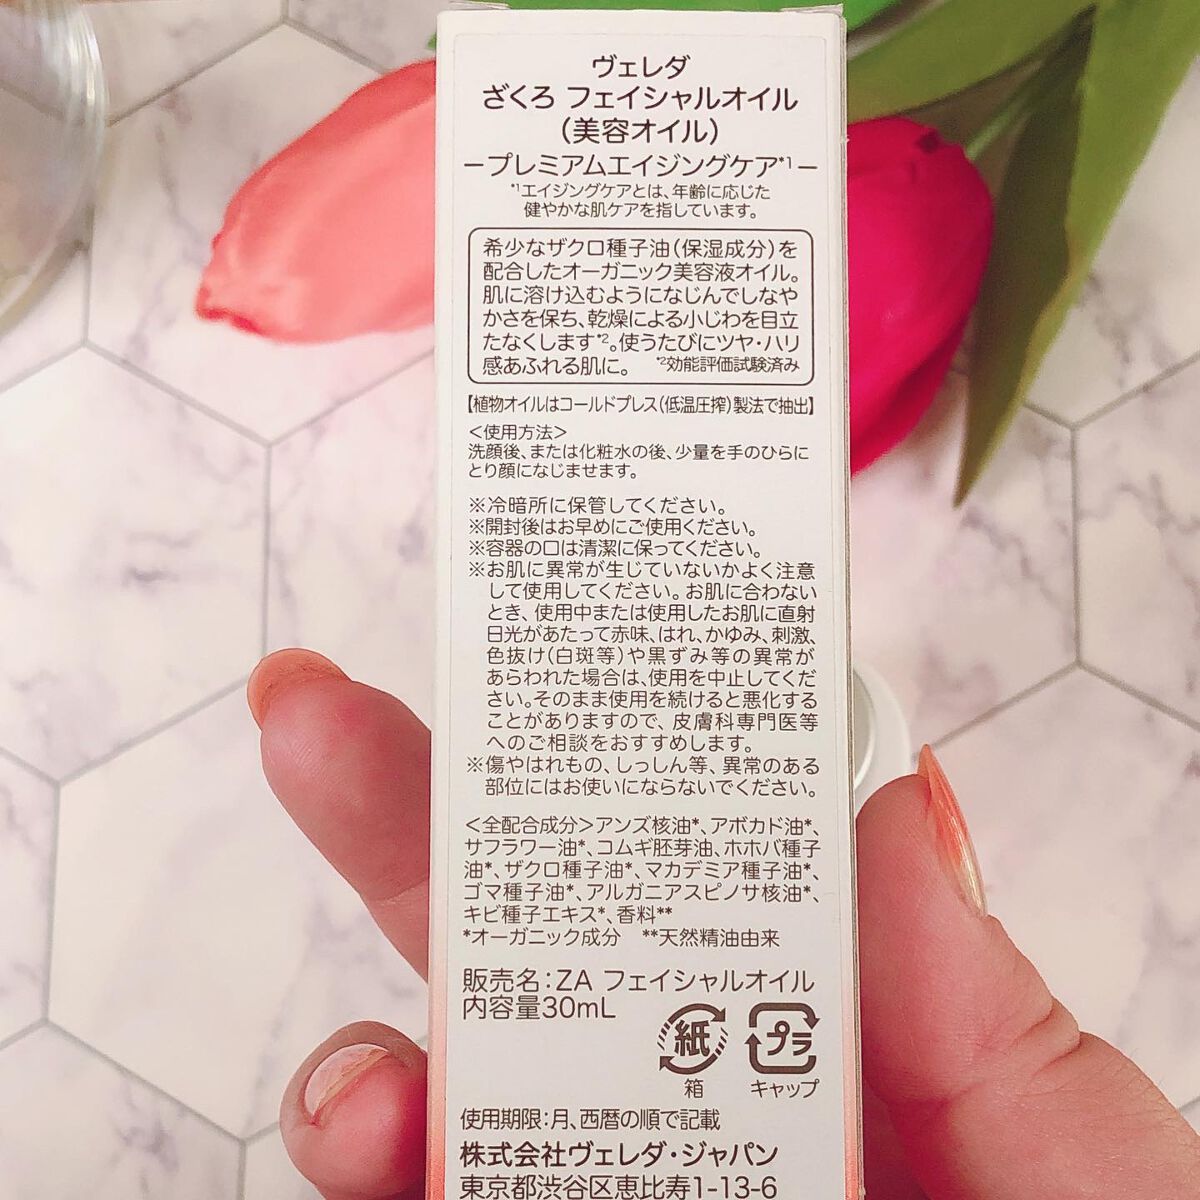 ヴェレダ
ざくろ フェイシャルオイル
（美容オイル）
－プレミアムエイジングケア*1－
*1エイジングケアとは、年齢に応じた
健やかな肌ケアを指しています。
希少なザクロ種子油（保湿成分）を
配合したオーガニック美容液オイル。
肌に溶け込むようになじんでしなや
かさを保ち、乾燥による小じわを目立
たなくします*2。使うたびにツヤ・ハリ
感あふれる肌に。 *2効能評価試験済み
【植物オイルはコールドプレス（低温圧搾）製法で抽出】
＜使用方法＞
洗顔後、または化粧水の後、少量を手のひらに
とり顔になじませます。
※冷暗所に保管してください。
※開封後はお早めにご使用ください。
※容器の口は清潔に保ってください。
※お肌に異常が生じていないかよく注意
して使用してください。お肌に合わない
とき、使用中または使用したお肌に直射
日光があたって赤味、はれ、かゆみ、刺激、
色抜け（白斑等）や黒ずみ等の異常が
あらわれた場合は、使用を中止してくだ
さい。そのまま使用を続けると悪化する
ことがありますので、皮膚科専門医等
へのご相談をおすすめします。
※傷やはれもの、しっしん等、異常のある
部位にはお使いにならないでください。
＜全配合成分＞アンズ核油*、アボカド油*、
サフラワー油*、コムギ胚芽油、ホホバ種子
油*、ザクロ種子油*、マカデミア種子油*、
ゴマ種子油*、アルガニアスピノサ核油*、
キビ種子エキス*、香料**
*オーガニック成分 **天然精油由来
販売名：ZA フェイシャルオイル
内容量30mL
紙 プラ
箱 キャップ
使用期限：月、西暦の順で記載
株式会社ヴェレダ・ジャパン
東京都渋谷区恵比寿1-13-6